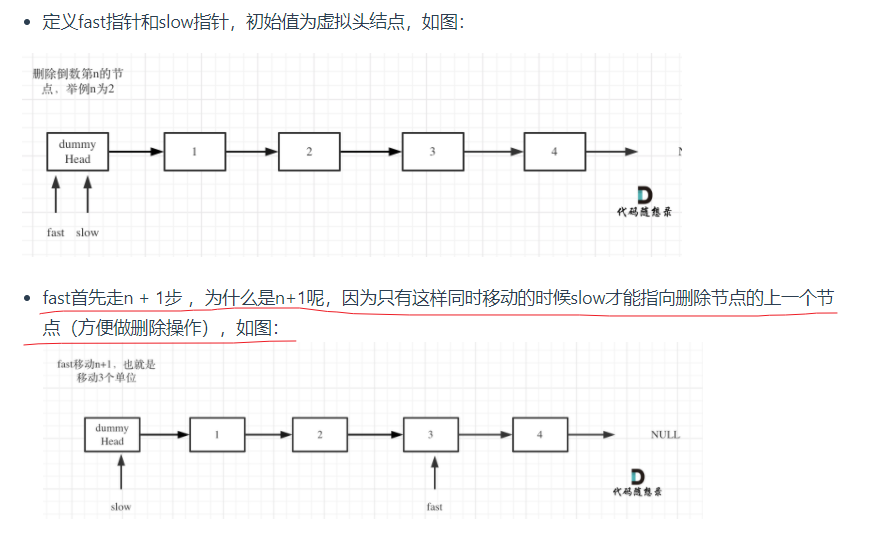 定义fast指针和slow指针，初始值为虚拟头结点，如图：
删除倒数第n的节
点，举例n为2
dummy
Head
1
2
3
4
fast
slow
代码随想录
fast首先走n + 1步 ，为什么是n+1呢，因为只有这样同时移动的时候slow才能指向删除节点的上一个节
点（方便做删除操作），如图：
fast移动n+1，也就是
移动3个单位
dummy
Head
1
2
3
4
NULL
slow
fast
代码随想录